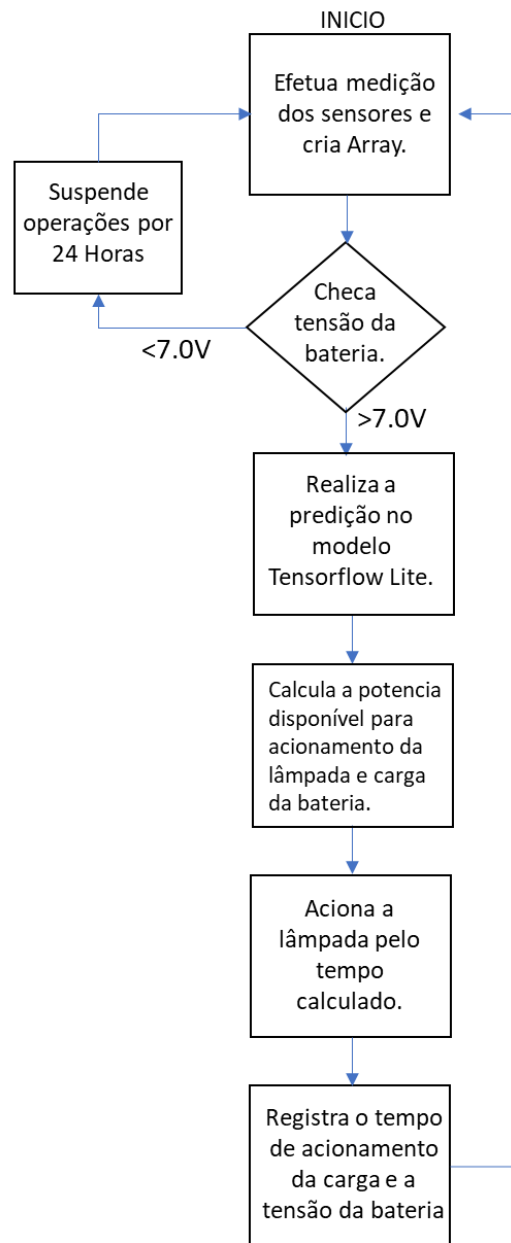 INICIO
Efetua medição
dos sensores e
cria Array.
Suspende
operações por
24 Horas
Checa
tensão da
bateria.
<7.0V
>7.0V
Realiza a
predição no
modelo
Tensorflow Lite.
Calcula a potencia
disponível para
acionamento da
lâmpada e carga
da bateria.
Aciona a
lâmpada pelo
tempo
calculado.
Registra o tempo
de acionamento
da carga e a
tensão da bateria